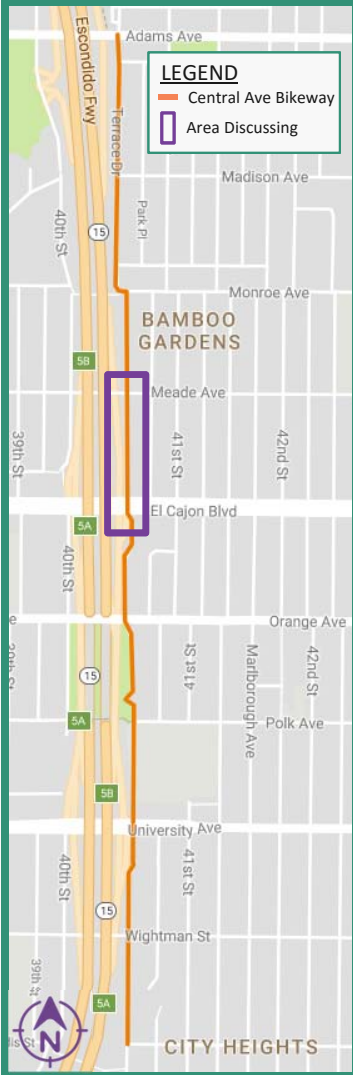 Adams Ave
Escondido Fwy
LEGEND
Central Ave Bikeway
Area Discussing
Terrace Dr
Madison Ave
Park Pl
40th St
15
Monroe Ave
BAMBOO
GARDENS
5B
Meade Ave
39th St
41st St
42nd St
El Cajon Blvd
5A
40th St
Orange Ave
41st St
Marlborough Ave
42nd St
15
5A
Polk Ave
5B
University Ave
40th St
41st St
15
Wightman St
39th St
5A
N
CITY HEIGHTS